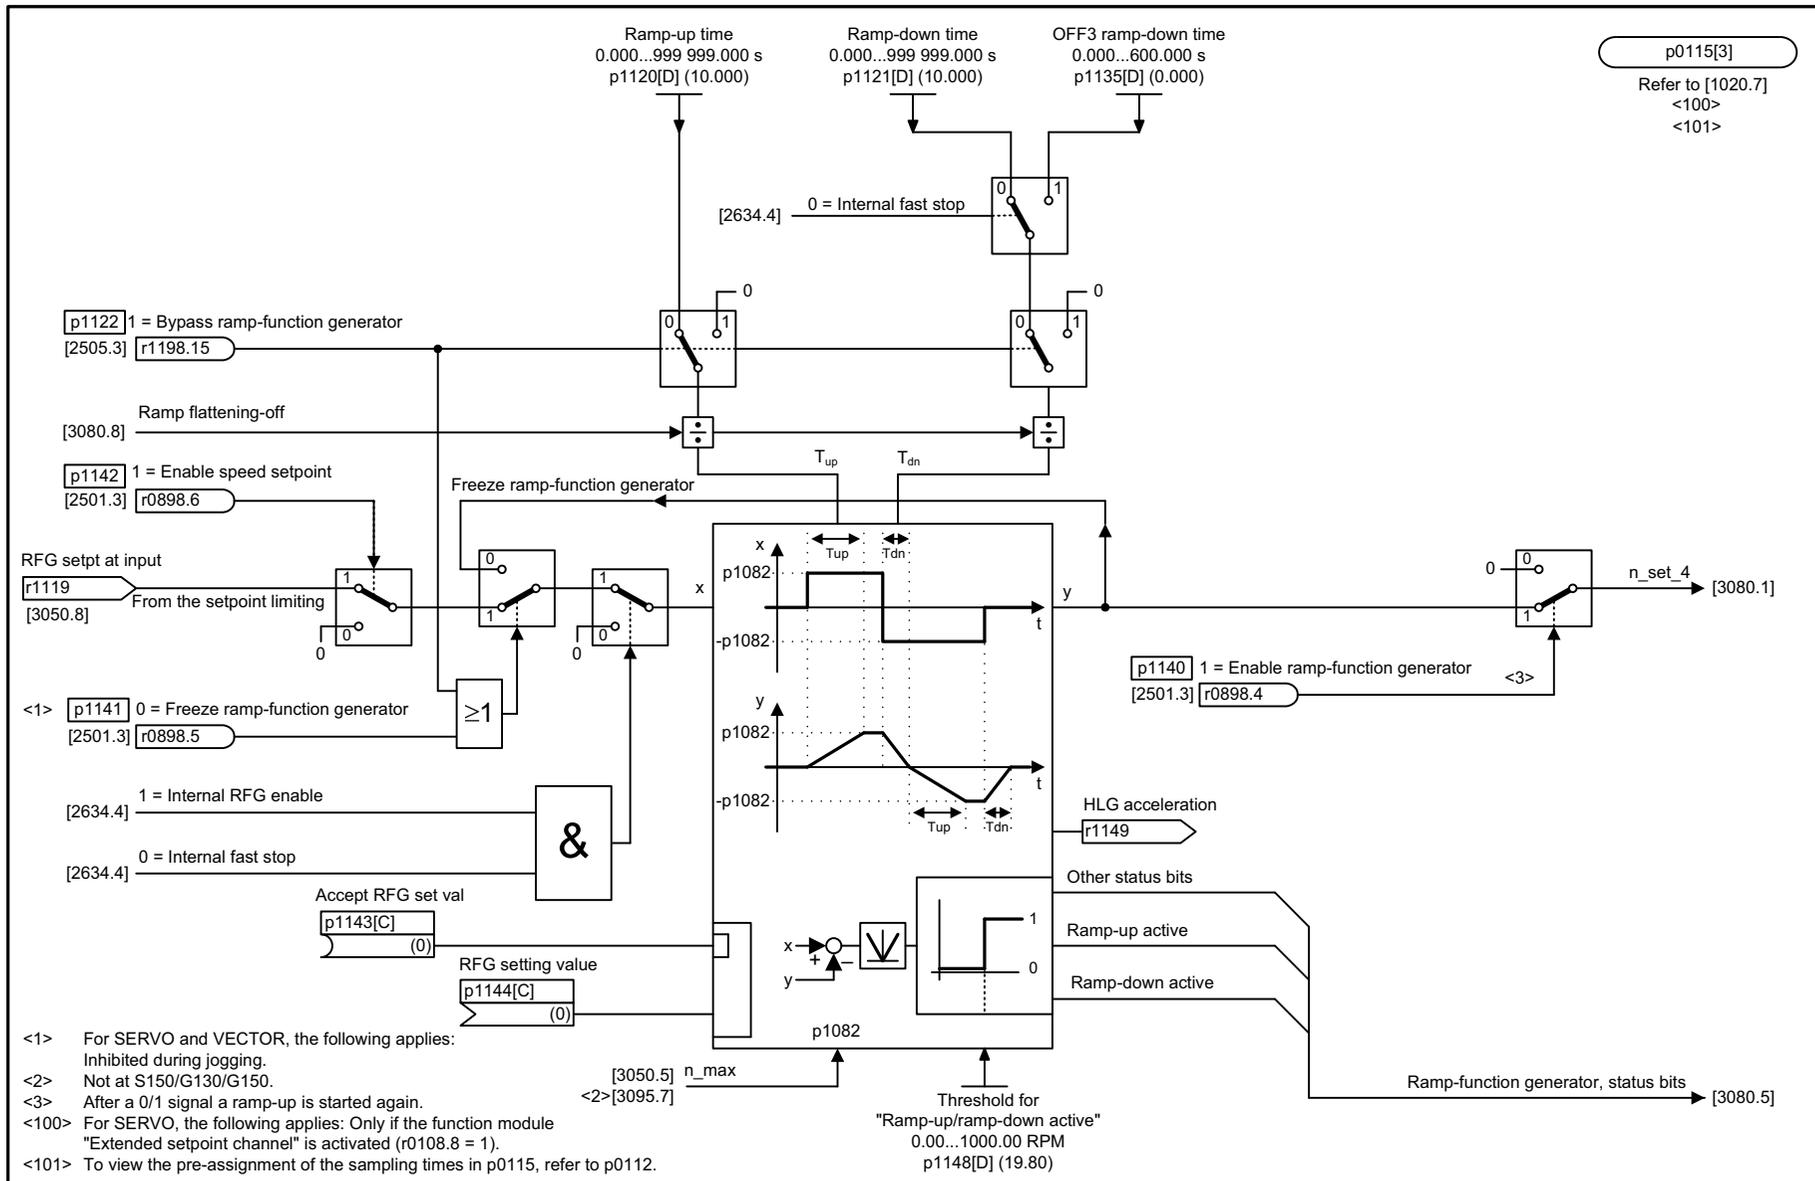 Ramp-up time
0.000...999 999.000 s
p1120[D] (10.000)
Ramp-down time
0.000...999 999.000 s
p1121[D] (10.000)
OFF3 ramp-down time
0.000...600.000 s
p1135[D] (0.000)
p0115[3]
Refer to [1020.7]
<100>
<101>
0 1
[2634.4] 0 = Internal fast stop
0
0 1
0
0 1
p1122 1 = Bypass ramp-function generator
[2505.3] r1198.15
Ramp flattening-off
[3080.8]
÷
÷
Tup
Tdn
p1142 1 = Enable speed setpoint
[2501.3] r0898.6
Freeze ramp-function generator
RFG setpt at input
r1119
[3050.8]
From the setpoint limiting
1
0
0
0
1
1
0
0
x
x
Tup
Tdn
p1082
-p1082
t
y
p1082
-p1082
t
Tup
Tdn
y
0
0
1
n_set_4
[3080.1]
p1140 1 = Enable ramp-function generator
[2501.3] r0898.4
<3>
<1> p1141 0 = Freeze ramp-function generator
[2501.3] r0898.5
≥1
1 = Internal RFG enable
[2634.4]
0 = Internal fast stop
[2634.4]
&
HLG acceleration
r1149
Accept RFG set val
p1143[C]
(0)
RFG setting value
p1144[C]
(0)
x
+
−
y
1
0
p1082
Other status bits
Ramp-up active
Ramp-down active
[3050.5] n_max
<2>[3095.7]
Threshold for
"Ramp-up/ramp-down active"
0.00...1000.00 RPM
p1148[D] (19.80)
Ramp-function generator, status bits
[3080.5]
<1> For SERVO and VECTOR, the following applies:
Inhibited during jogging.
<2> Not at S150/G130/G150.
<3> After a 0/1 signal a ramp-up is started again.
<100> For SERVO, the following applies: Only if the function module
"Extended setpoint channel" is activated (r0108.8 = 1).
<101> To view the pre-assignment of the sampling times in p0115, refer to p0112.